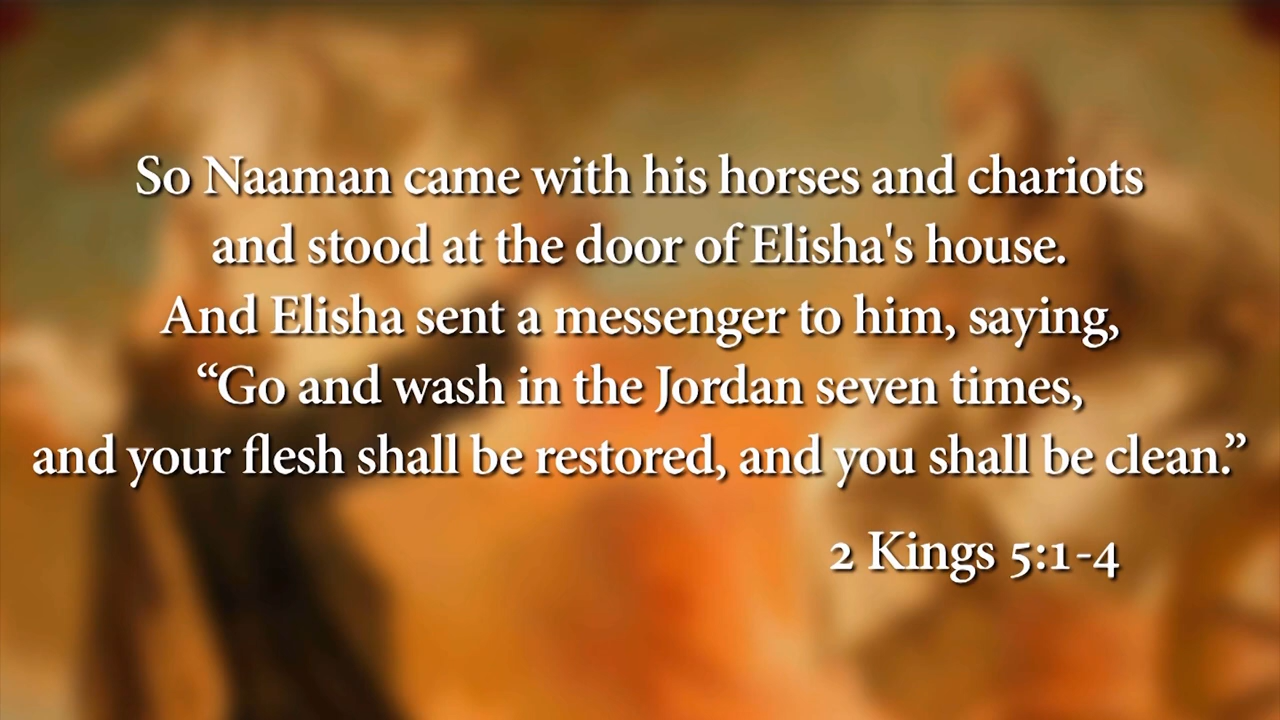 So Naaman came with his horses and chariots
and stood at the door of Elisha's house.
And Elisha sent a messenger to him, saying,
“Go and wash in the Jordan seven times,
and your flesh shall be restored, and you shall be clean.”
2 Kings 5:1-4